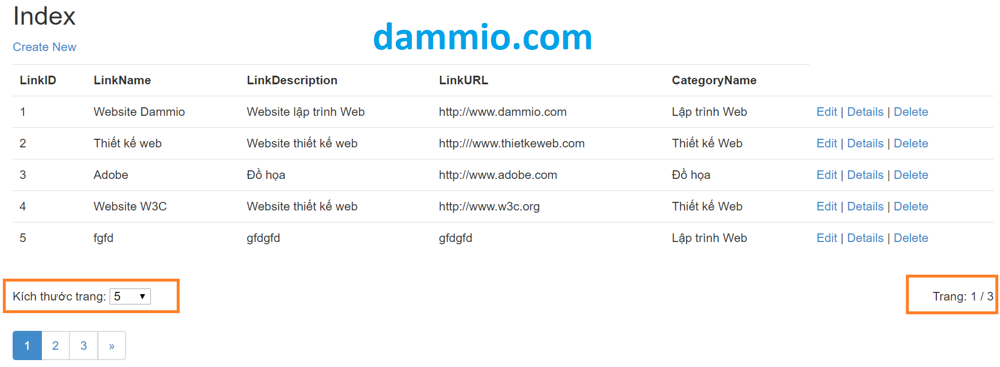 Index
dammio.com
Create New
LinkID LinkName LinkDescription LinkURL CategoryName
1 Website Dammio Website lập trình Web http://www.dammio.com Lập trình Web Edit | Details | Delete
2 Thiết kế web Website thiết kế web http:///www.thietkeweb.com Thiết kế Web Edit | Details | Delete
3 Adobe Đồ họa http://www.adobe.com Đồ họa Edit | Details | Delete
4 Website W3C Website thiết kế web http://www.w3c.org Thiết kế Web Edit | Details | Delete
5 fgfd gfdgfd gfdgfd Lập trình Web Edit | Details | Delete
Kích thước trang: 5 ▼ Trang: 1 / 3
1 2 3 »